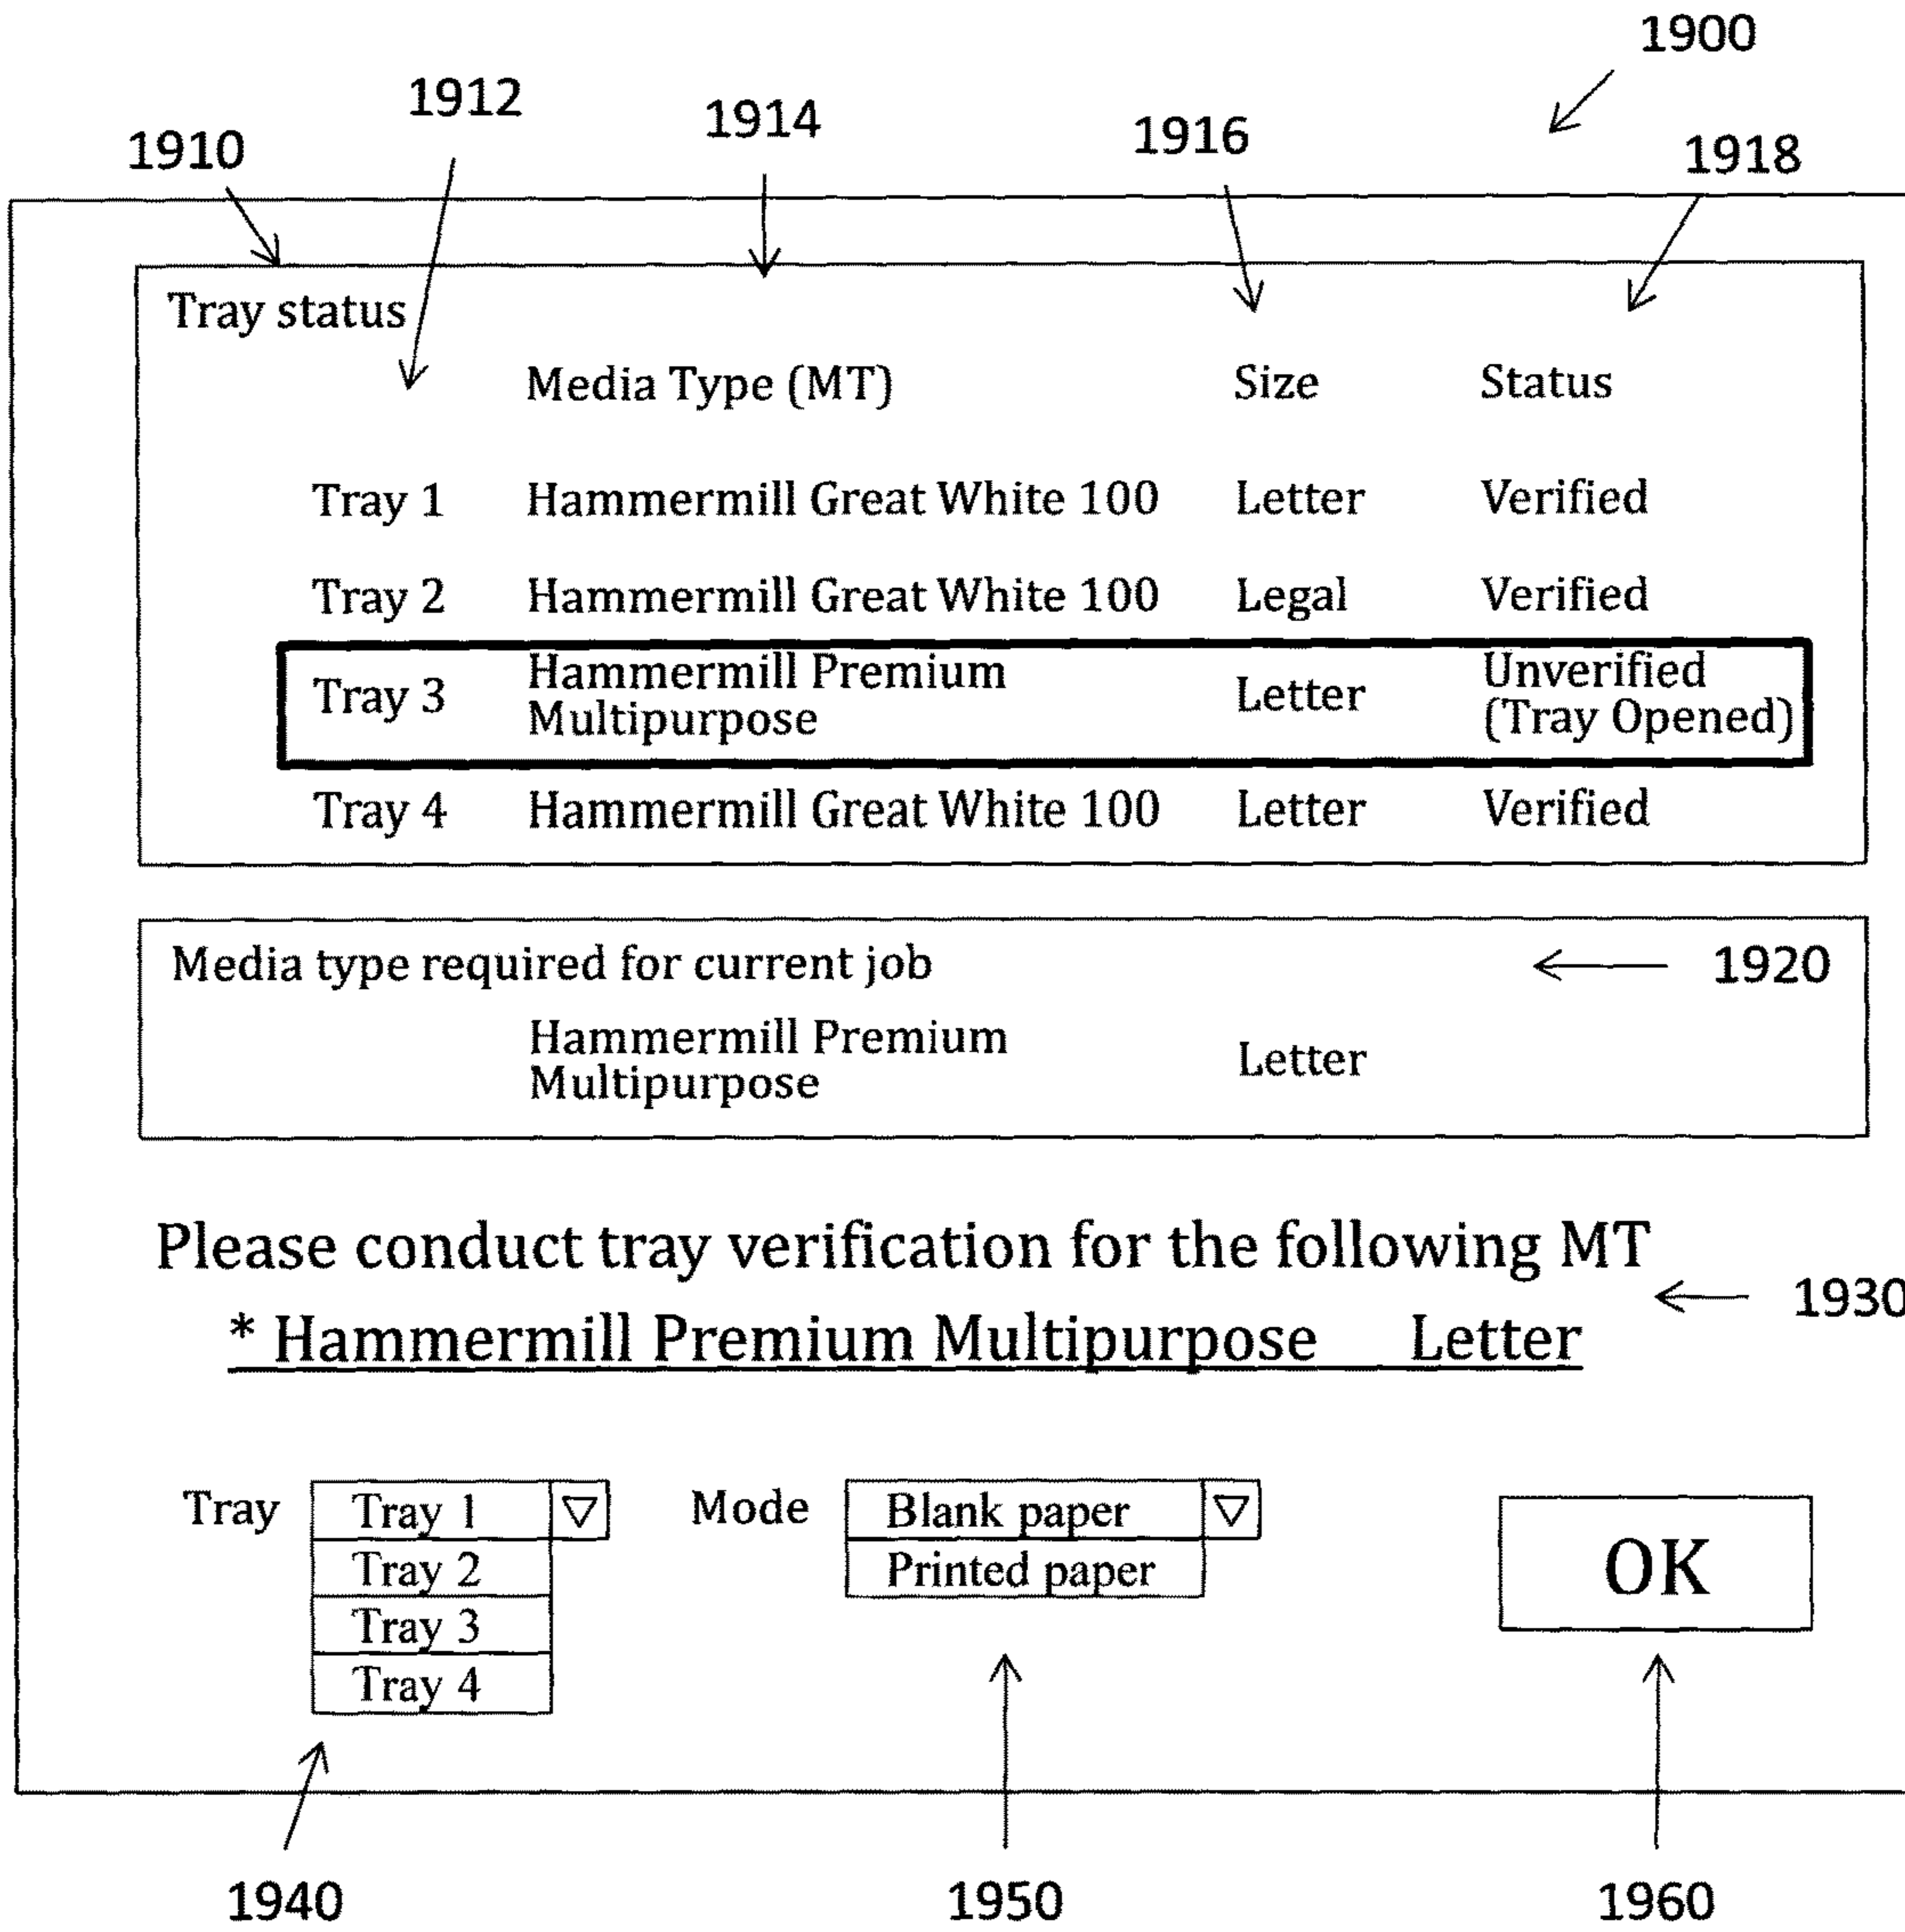 1900
1912
1914
1916
1910
1918
Tray status
Media Type (MT) Size Status
Tray 1 Hammermill Great White 100 Letter Verified
Tray 2 Hammermill Great White 100 Legal Verified
Tray 3 Hammermill Premium Multipurpose Letter Unverified (Tray Opened)
Tray 4 Hammermill Great White 100 Letter Verified
Media type required for current job 1920
Hammermill Premium
Multipurpose Letter
Please conduct tray verification for the following MT
1930
* Hammermill Premium Multipurpose Letter
Tray Tray 1 ▽ Mode Blank paper ▽
Tray 2 Printed paper OK
Tray 3
Tray 4
1940 1950 1960